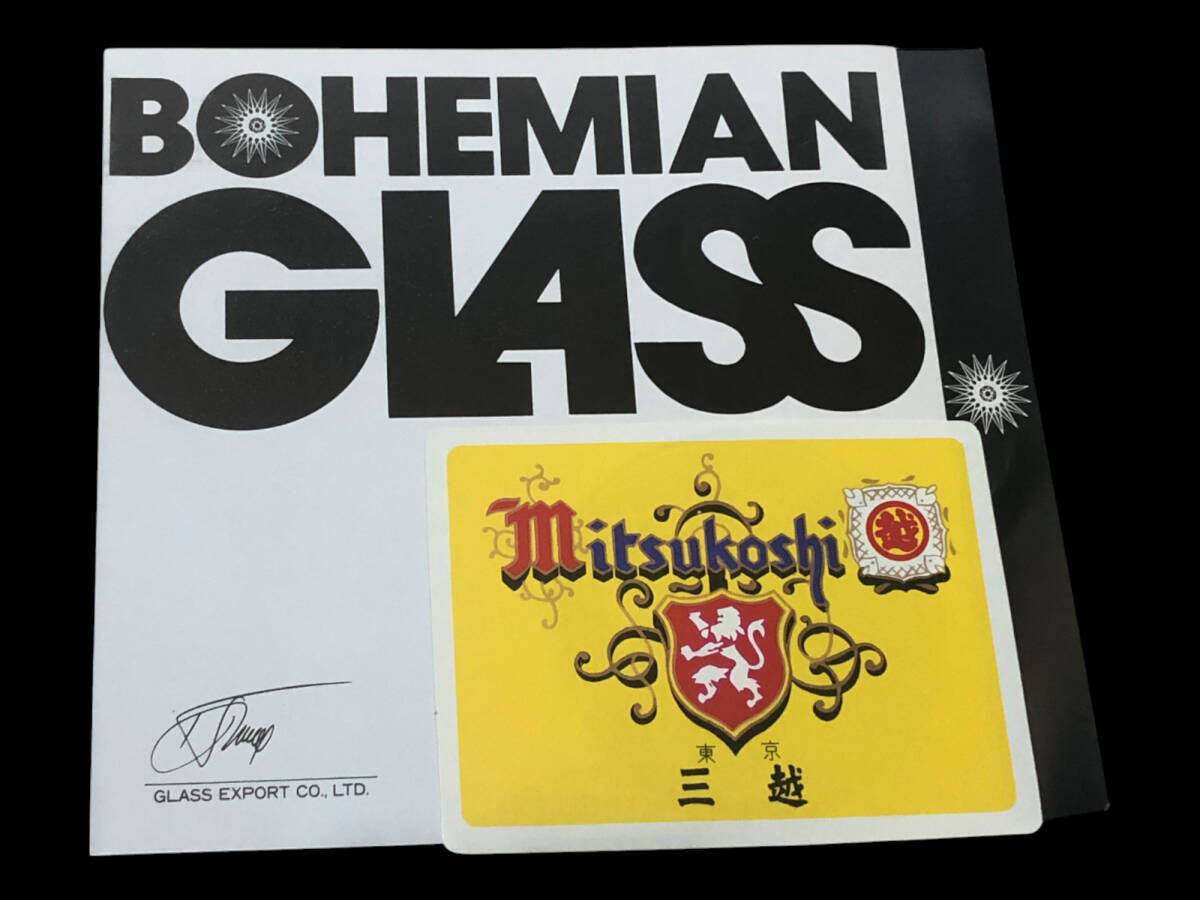 BOHEMIAN
GLASS
Mitsukoshi
越
東京
三越
GLASS EXPORT CO., LTD.